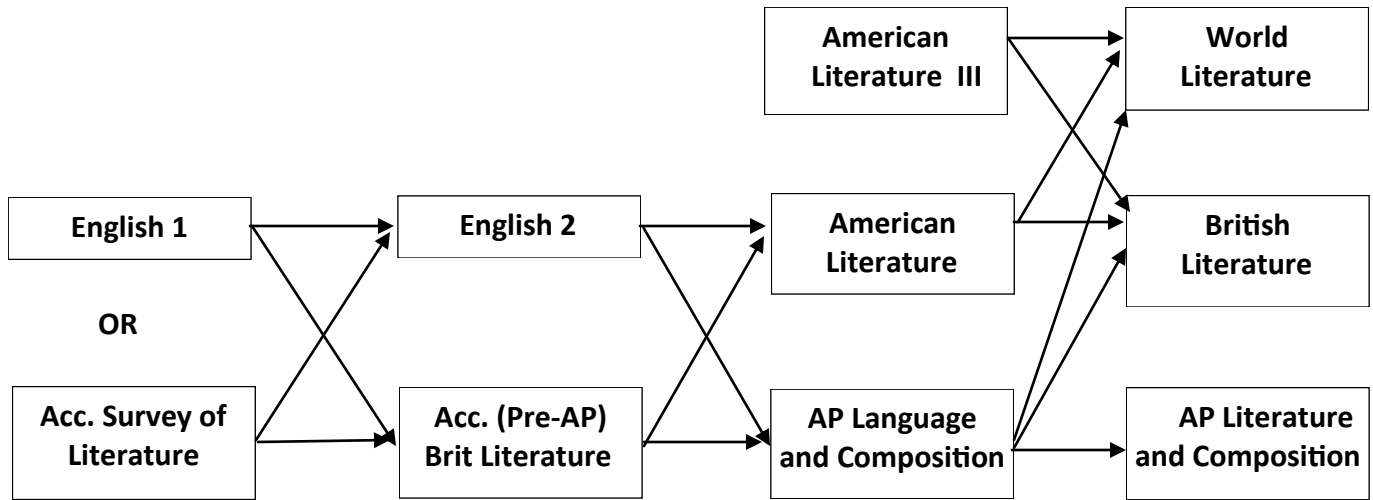 American
Literature III
World
Literature
English 1
English 2
American
Literature
British
Literature
OR
Acc. Survey of
Literature
Acc. (Pre-AP)
Brit Literature
AP Language
and Composition
AP Literature
and Composition